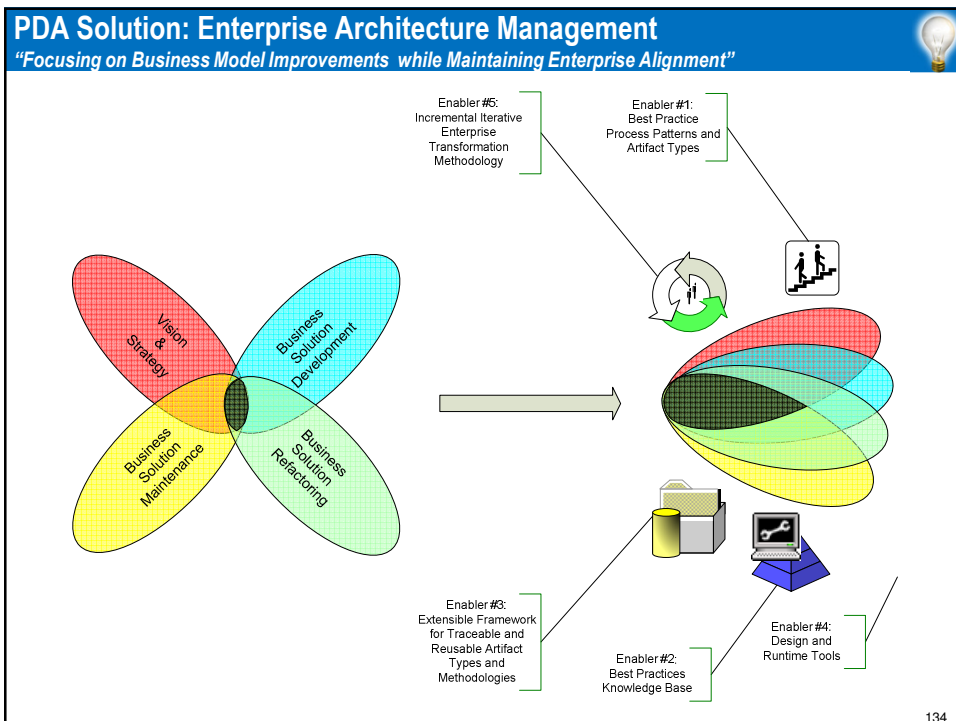 PDA Solution: Enterprise Architecture Management
“Focusing on Business Model Improvements while Maintaining Enterprise Alignment”
Enabler #5:
Incremental Iterative
Enterprise
Transformation
Methodology
Enabler #1:
Best Practice
Process Patterns and
Artifact Types
Vision
&
Strategy
Business
Solution
Development
Business
Solution
Maintenance
Business
Solution
Refactoring
Enabler #3:
Extensible Framework
for Traceable and
Reusable Artifact
Types and
Methodologies
Enabler #2:
Best Practices
Knowledge Base
Enabler #4:
Design and
Runtime Tools
134